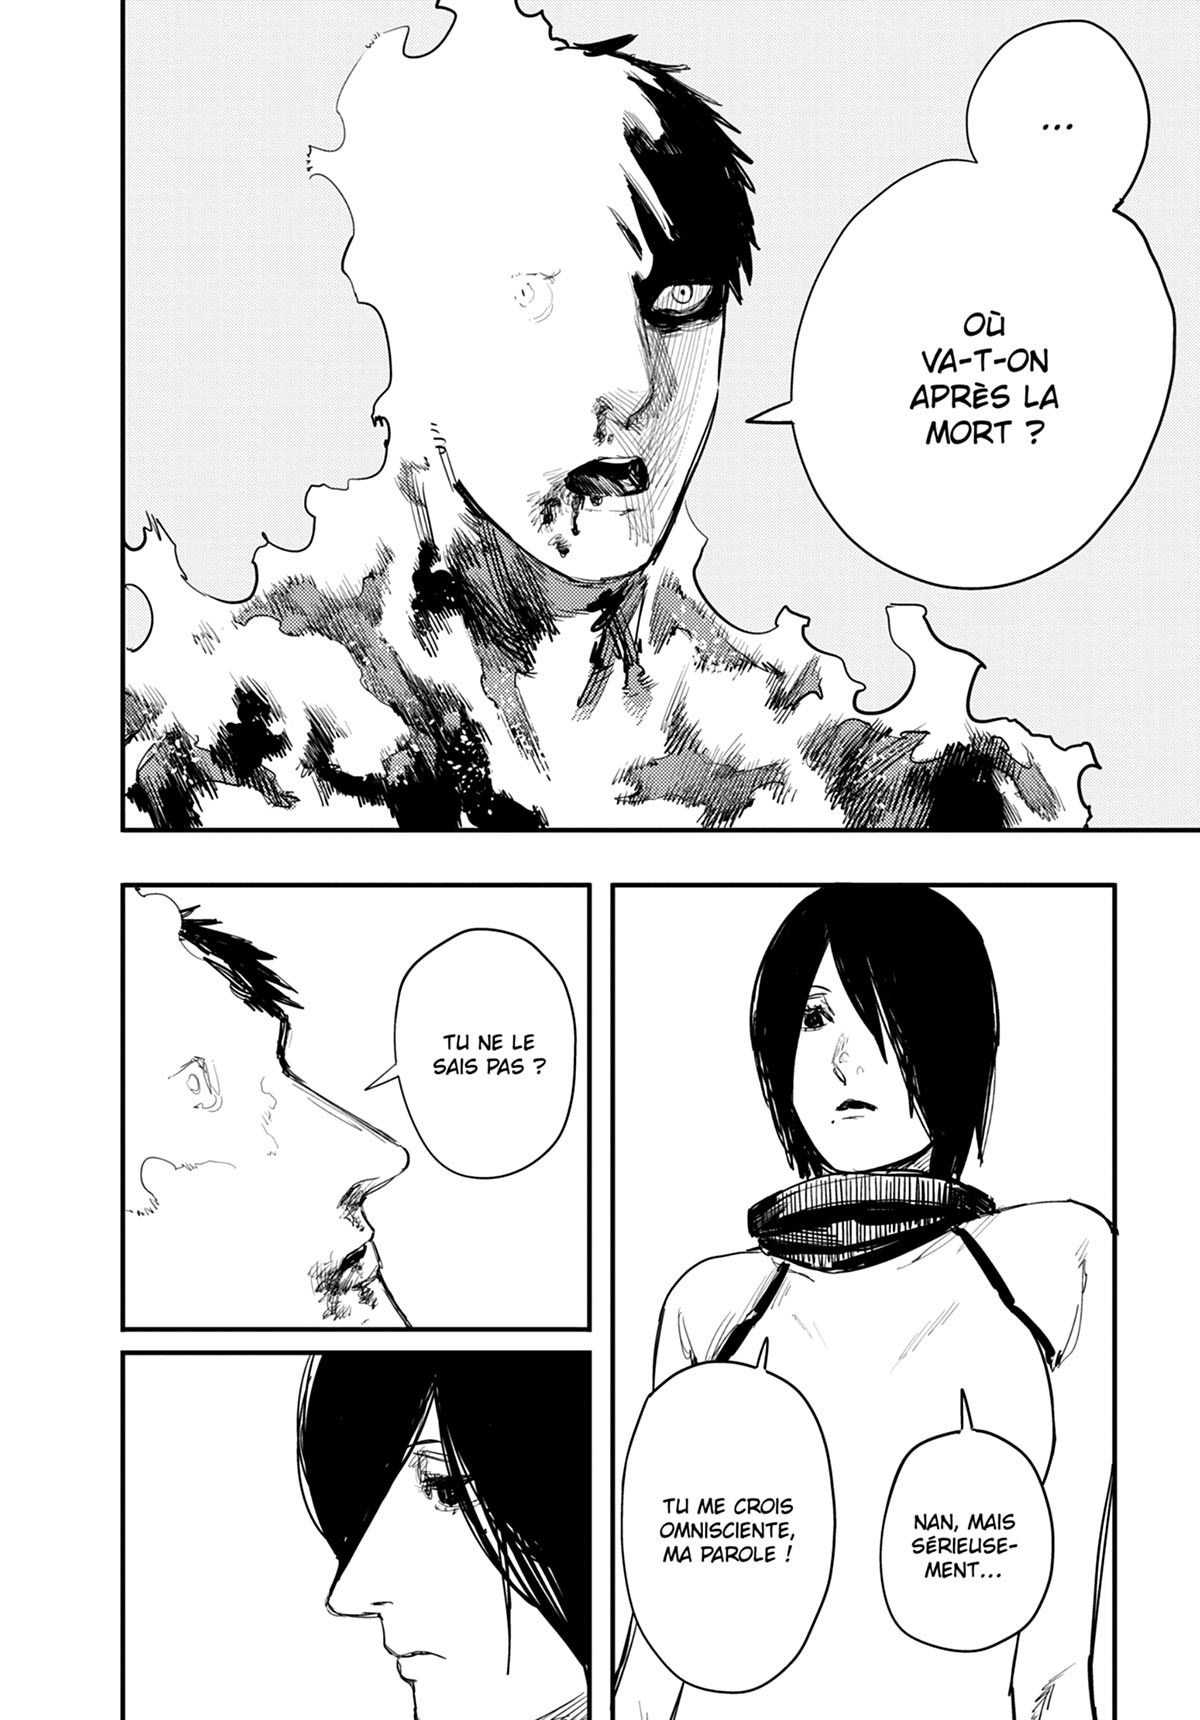 ...
OÙ
VA-T-ON
APRÈS LA
MORT ?
NAN, MAIS
SÉRIEUSE-
MENT...
TU ME CROIS
OMNISCIENTE,
MA PAROLE !
TU NE LE
SAIS PAS ?